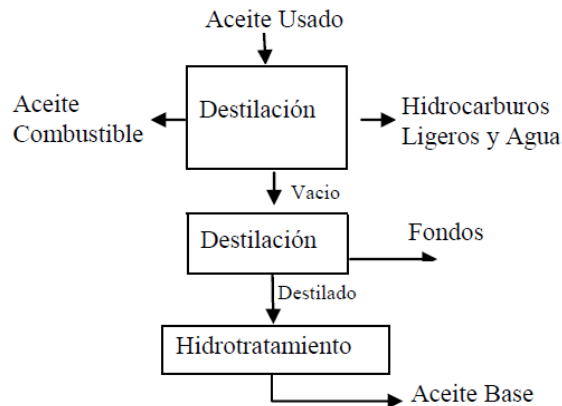 Aceite Usado
Destilación
Aceite
Combustible
Hidrocarburos
Ligeros y Agua
Vacio
Destilación
Fondos
Destilado
Hidrotratamiento
Aceite Base